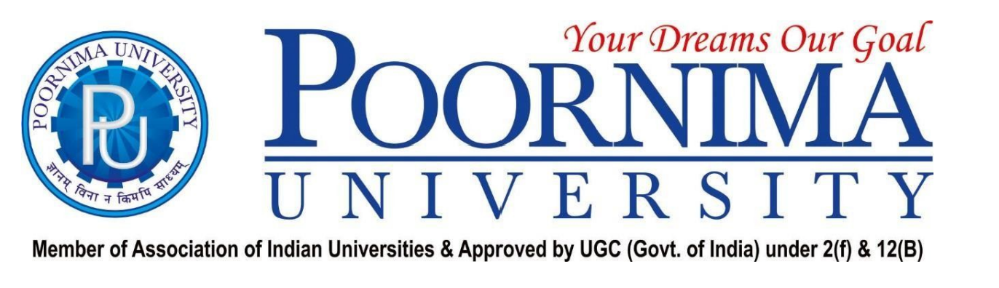 POORNIMA UNIVERSITY
PU
ज्ञानम् विना न किमपि साध्यम्
Your Dreams Our Goal
POORNIMA
UNIVERSITY
Member of Association of Indian Universities & Approved by UGC (Govt. of India) under 2(f) & 12(B)